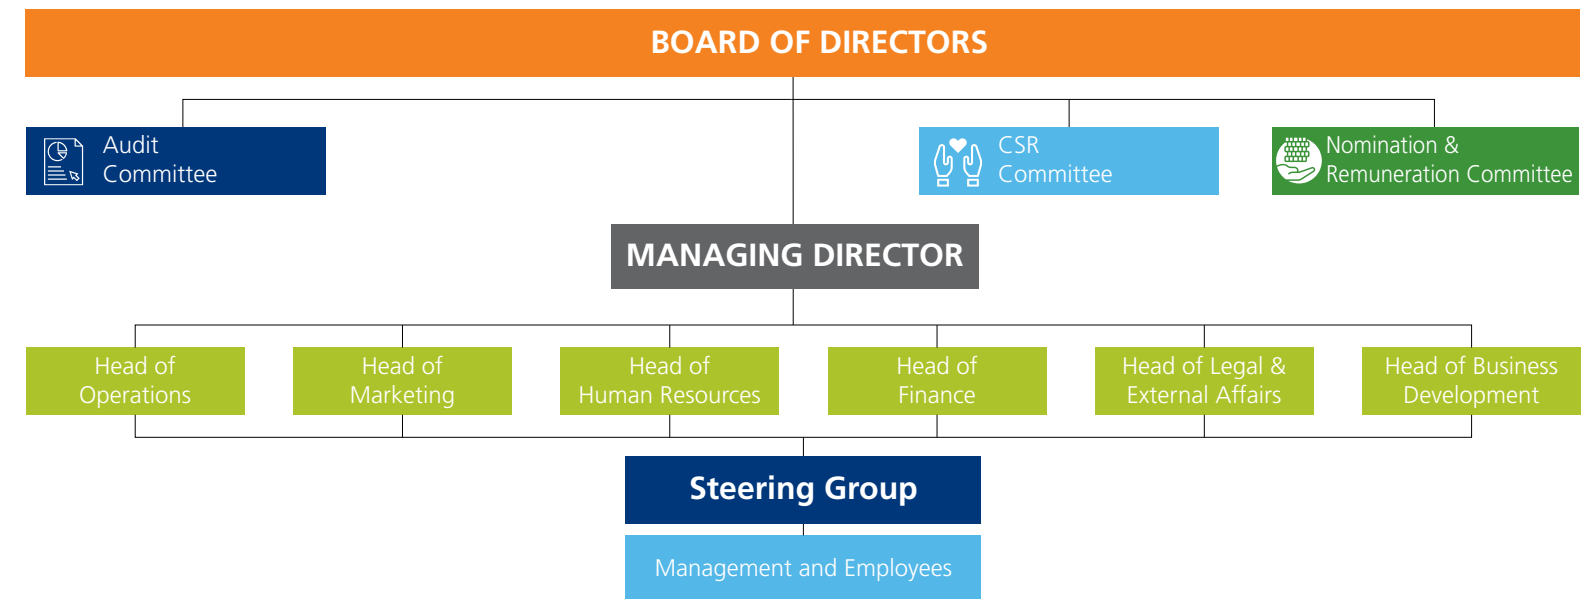 BOARD OF DIRECTORS
Audit
Committee
CSR
Committee
Nomination &
Remuneration Committee
MANAGING DIRECTOR
Head of
Operations
Head of
Marketing
Head of
Human Resources
Head of
Finance
Head of Legal &
External Affairs
Head of Business
Development
Steering Group
Management and Employees